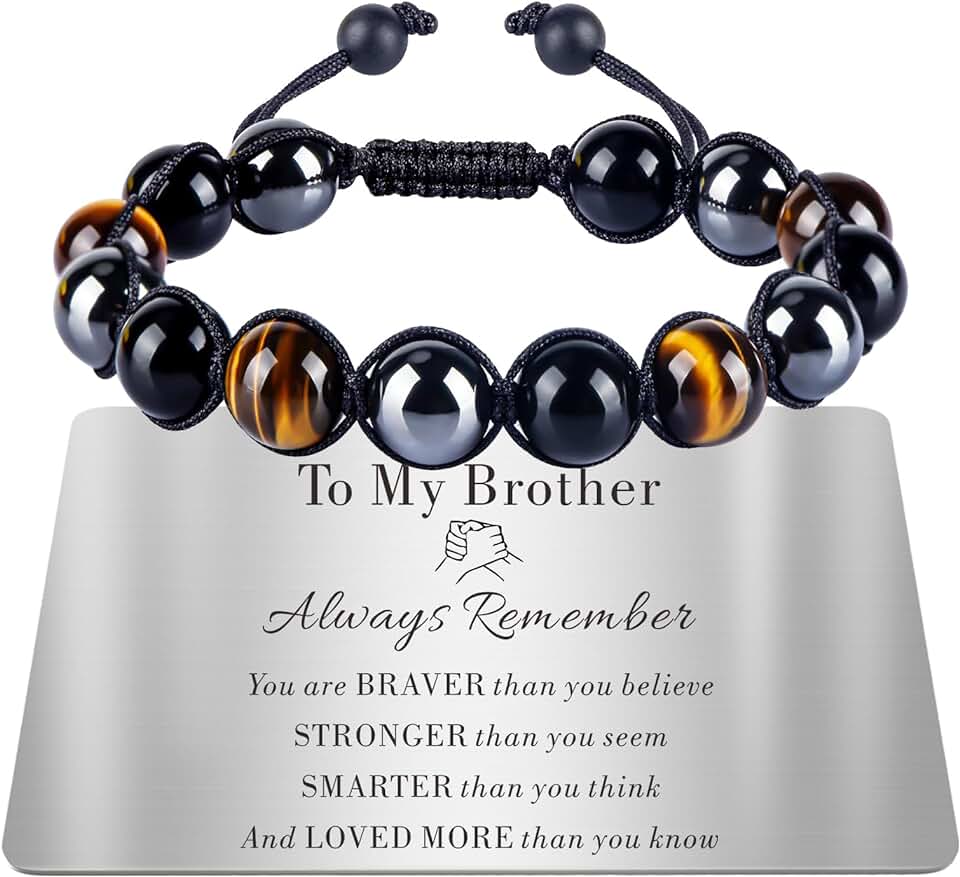 To My Brother
Always Remember
You are BRAVER than you believe
STRONGER than you seem
SMARTER than you think
And LOVED MORE than you know